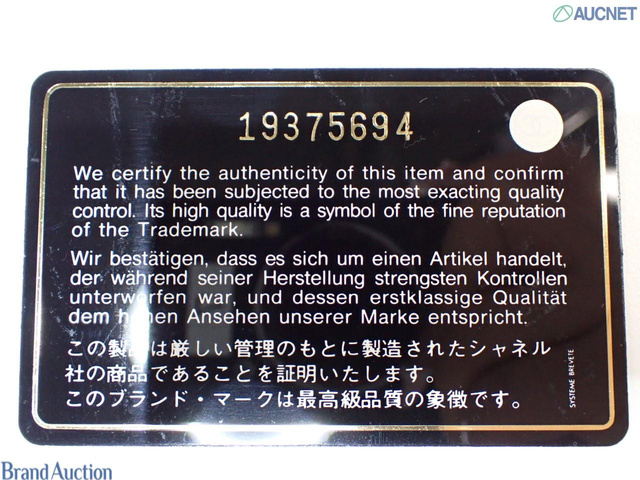 AUCNET
19375694
We certify the authenticity of this item and confirm
that it has been subjected to the most exacting quality
control. Its high quality is a symbol of the fine reputation
of the Trademark.
Wir bestätigen, dass es sich um einen Artikel handelt,
der während seiner Herstellung strengsten Kontrollen
unterworfen war, und dessen erstklassige Qualität
dem hohen Ansehen unserer Marke entspricht.
この製品は厳しい管理のもとに製造されたシャネル
社の商品であることを証明いたします。
このブランド・マークは最高級品質の象徴です。
SYSTEME BREVETE
Brand Auction